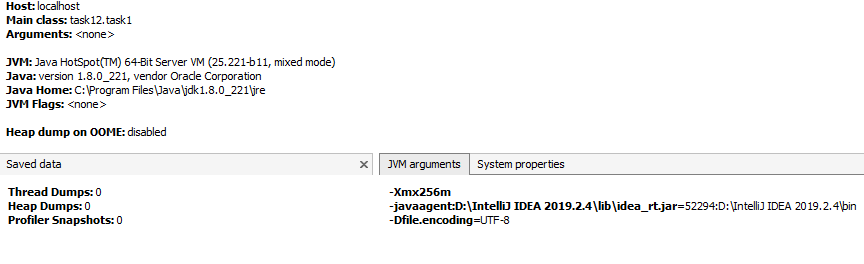 Host: localhost
Main class: task12.task1
Arguments: <none>
JVM: Java HotSpot(TM) 64-Bit Server VM (25.221-b11, mixed mode)
Java: version 1.8.0_221, vendor Oracle Corporation
Java Home: C:\Program Files\Java\jdk1.8.0_221\jre
JVM Flags: <none>
Heap dump on OOME: disabled
Saved data
Thread Dumps: 0
Heap Dumps: 0
Profiler Snapshots: 0
JVM arguments System properties
-Xmx256m
-javaagent:D:\IntelliJ IDEA 2019.2.4\lib\idea_rt.jar=52294:D:\IntelliJ IDEA 2019.2.4\bin
-Dfile.encoding=UTF-8